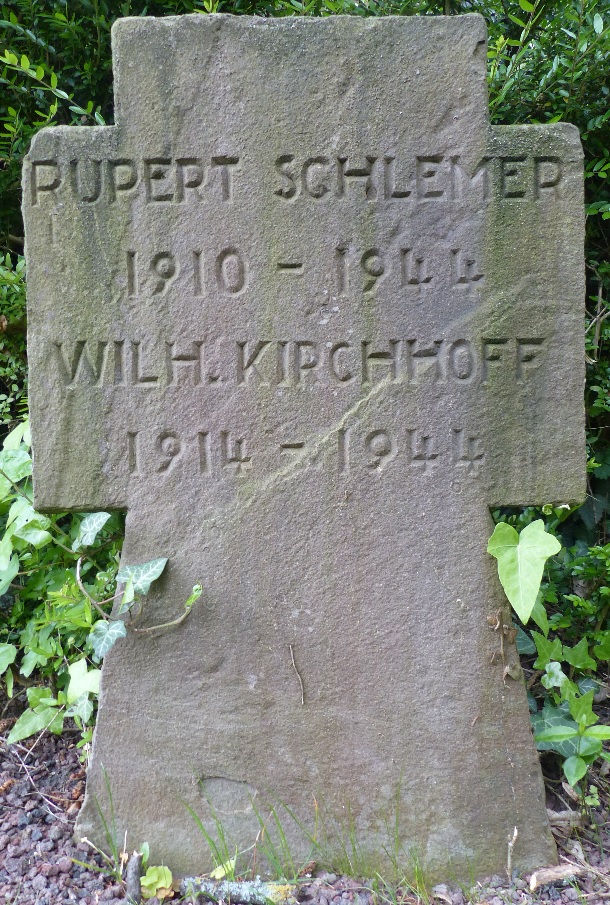 RUPERT SCHLEMER
1910 - 1944
WILH. KIRCHHOFF
1914 - 1944